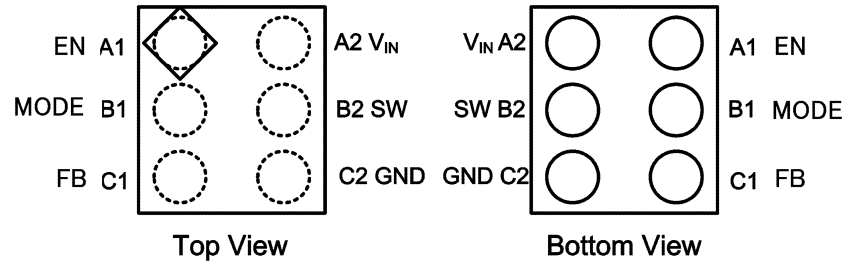 EN A1 A2 VIN VIN A2 A1 EN
MODE B1 B2 SW SW B2 B1 MODE
FB C1 C2 GND GND C2 C1 FB
Top View Bottom View